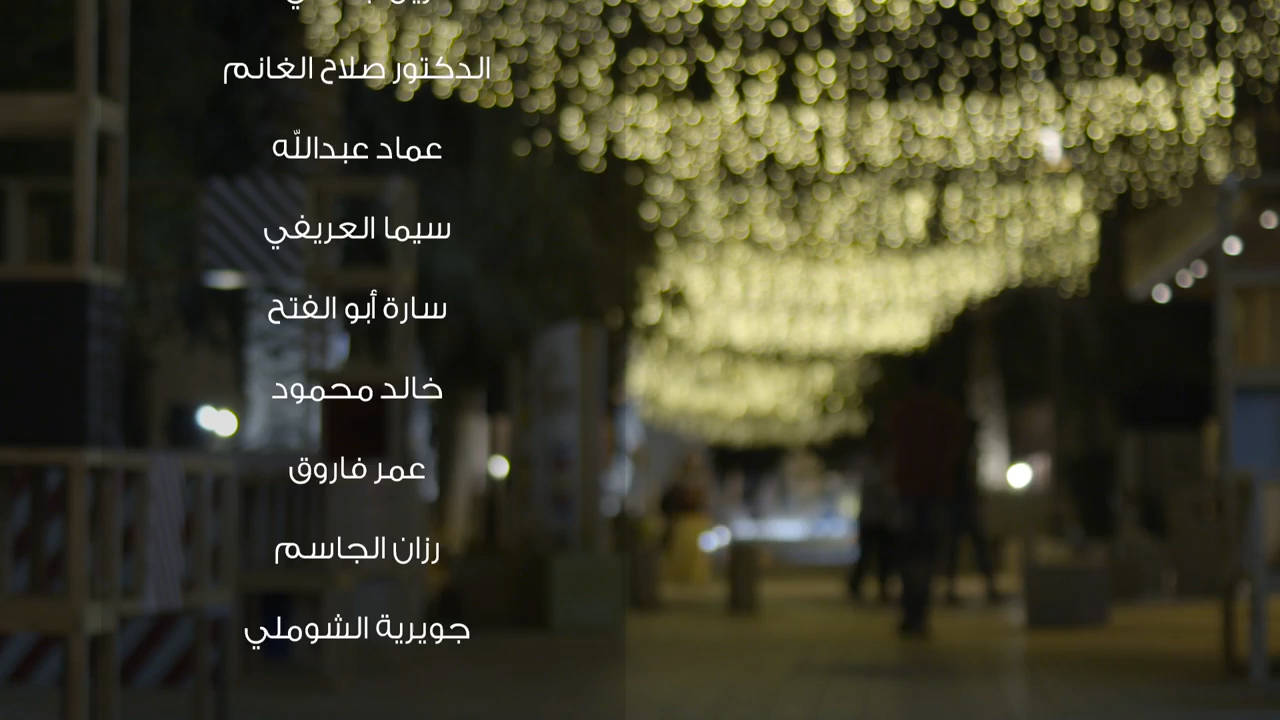 الدكتور صلاح الغانم
عماد عبدالله
سيما العريفي
سارة أبو الفتح
خالد محمود
عمر فاروق
رزان الجاسم
جويرية الشوملي